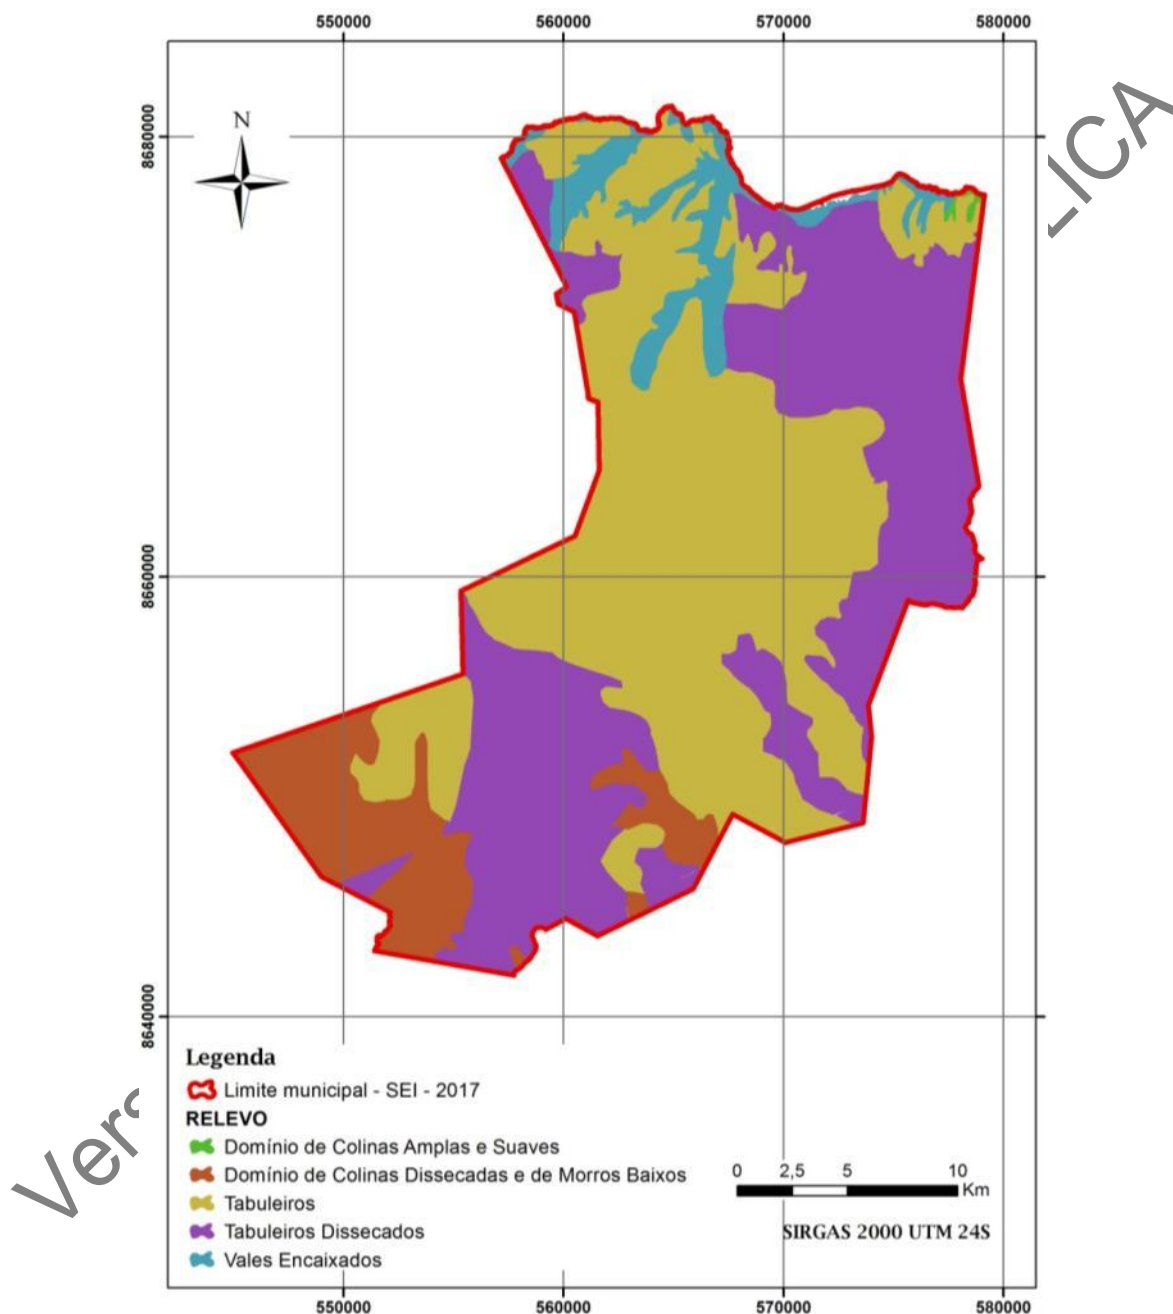 550000 560000 570000 580000
8680000
N
LICA
8660000
8640000
Vers
Legenda
Limite municipal - SEI - 2017
RELEVO
Domínio de Colinas Amplas e Suaves
Domínio de Colinas Dissecadas e de Morros Baixos
Tabuleiros
Tabuleiros Dissecados
Vales Encaixados
0 2,5 5 10
Km
SIRGAS 2000 UTM 24S
550000 560000 570000 580000